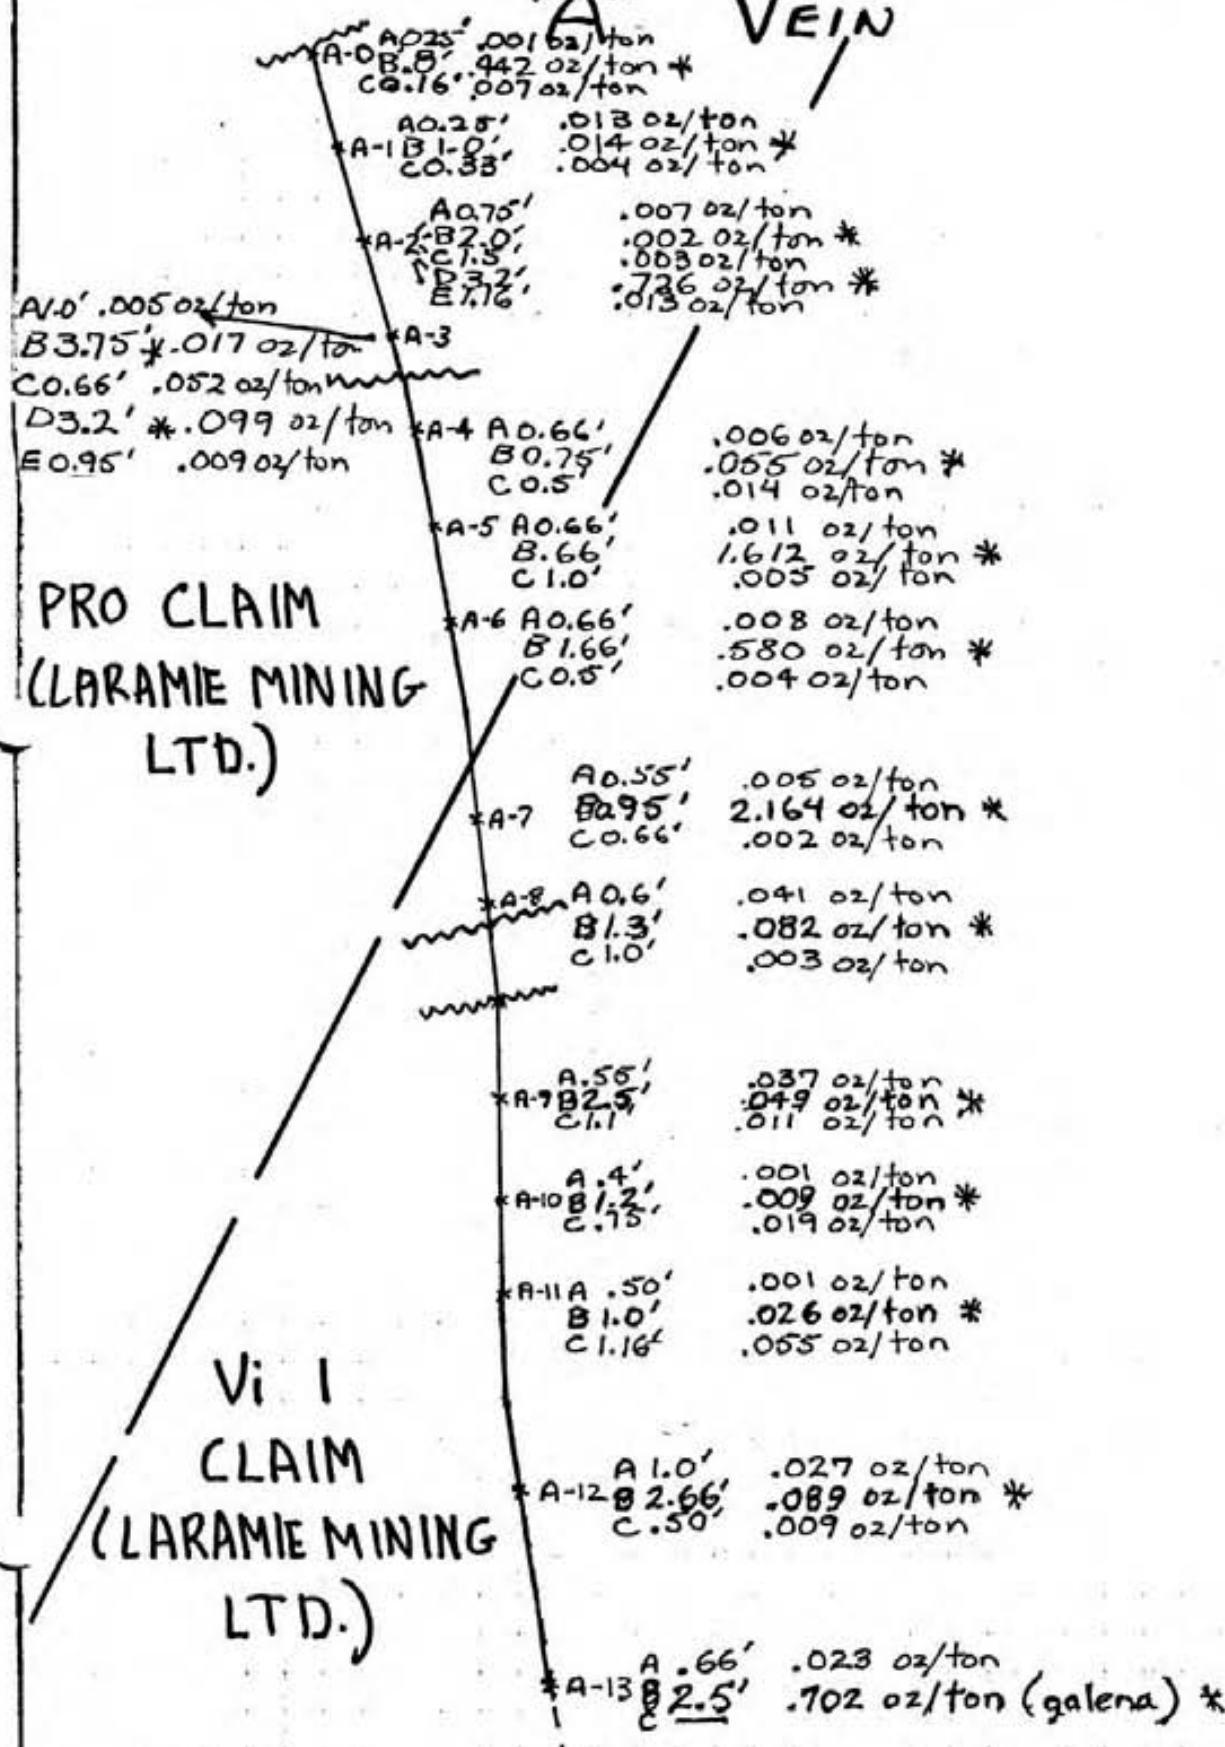 A VEIN
A-0 A.025' .001 oz/ton
B.8' .442 oz/ton *
C0.16' .007 oz/ton
A0.25' .013 oz/ton
A-1 B1.0' .014 oz/ton *
C0.33' .004 oz/ton
A0.75' .007 oz/ton
A-2 B2.0' .002 oz/ton *
C1.5' .003 oz/ton
D3.2' .726 oz/ton *
E1.16' .013 oz/ton
A-3
A1.0' .005 oz/ton
B3.75' * .017 oz/ton
C0.66' .052 oz/ton
D3.2' * .099 oz/ton
E0.95' .009 oz/ton
A-4 A0.66' .006 oz/ton
B0.75' .055 oz/ton *
C0.5' .014 oz/ton
A-5 A0.66' .011 oz/ton
B.66' 1.612 oz/ton *
C1.0' .005 oz/ton
PRO CLAIM
(LARAMIE MINING
LTD.)
A-6 A0.66' .008 oz/ton
B1.66' .580 oz/ton *
C0.5' .004 oz/ton
A0.55' .005 oz/ton
A-7 B0.95' 2.164 oz/ton *
C0.66' .002 oz/ton
A-8 A0.6' .041 oz/ton
B1.3' .082 oz/ton *
C1.0' .003 oz/ton
A.55' .037 oz/ton
A-9 B2.5' .049 oz/ton *
C1.1' .011 oz/ton
A.4' .001 oz/ton
A-10 B1.2' .009 oz/ton *
C.75' .019 oz/ton
A-11 A .50' .001 oz/ton
B1.0' .026 oz/ton *
C1.16' .055 oz/ton
Vi 1
CLAIM
(LARAMIE MINING
LTD.)
A1.0' .027 oz/ton
A-12 B2.66' .089 oz/ton *
C.50' .009 oz/ton
A .66' .023 oz/ton
A-13 B 2.5' .702 oz/ton (galena) *
C